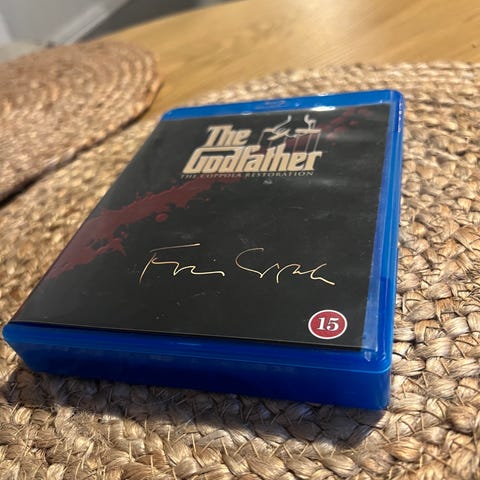 The
Godfather
THE COPPOLA RESTORATION
15